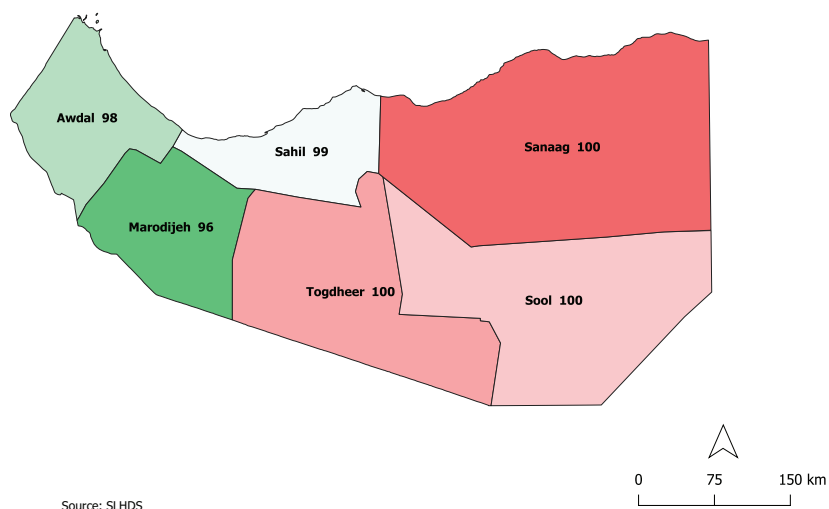 Awdal 98
Sahil 99
Sanaag 100
Marodijeh 96
Togdheer 100
Sool 100
0 75 150 km
Source: SLHDS